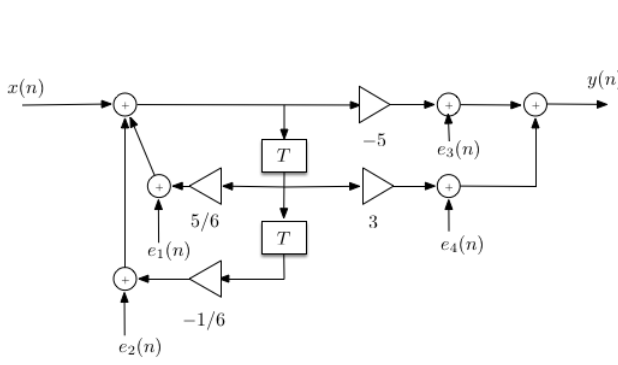 x(n)
y(n)
+
+
+
−5
e₃(n)
T
+
+
5/6
3
e₁(n)
e₄(n)
T
+
−1/6
e₂(n)